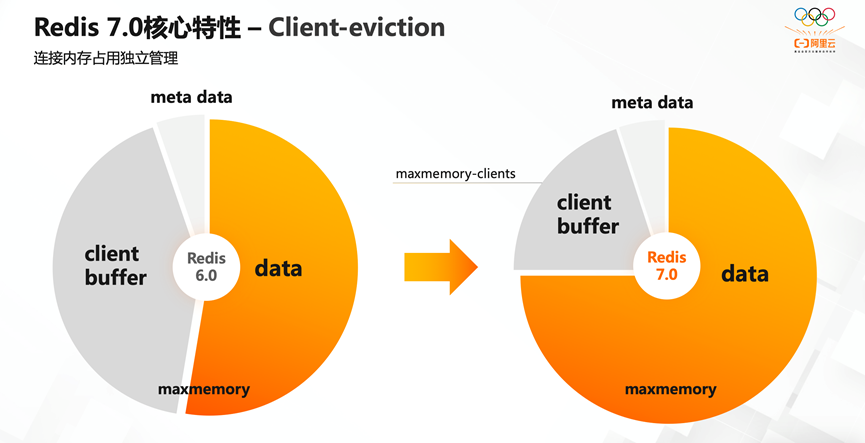 Redis 7.0核心特性 – Client-eviction
连接内存占用独立管理
阿里云
meta data
client
buffer
Redis
6.0
data
maxmemory
maxmemory-clients
meta data
client
buffer
Redis
7.0
data
maxmemory